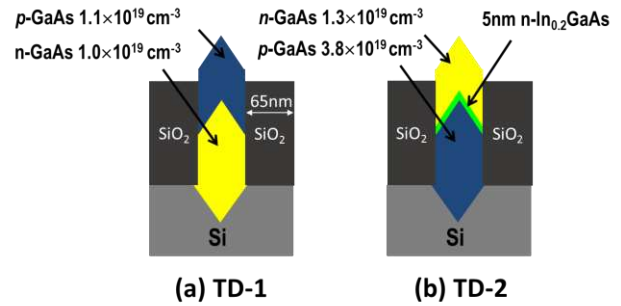 p-GaAs 1.1×10¹⁹ cm⁻³
n-GaAs 1.0×10¹⁹ cm⁻³
65nm
SiO₂
SiO₂
Si
(a) TD-1
n-GaAs 1.3×10¹⁹ cm⁻³
p-GaAs 3.8×10¹⁹ cm⁻³
5nm n-In₀.₂GaAs
SiO₂
SiO₂
Si
(b) TD-2